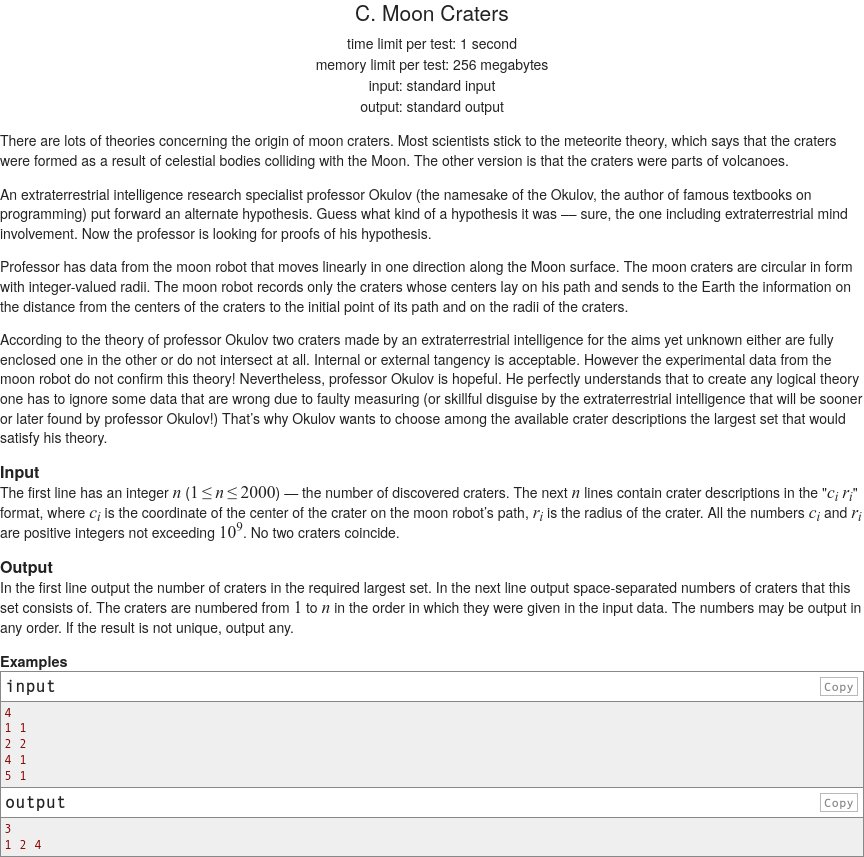 C. Moon Craters
time limit per test: 1 second
memory limit per test: 256 megabytes
input: standard input
output: standard output
There are lots of theories concerning the origin of moon craters. Most scientists stick to the meteorite theory, which says that the craters
were formed as a result of celestial bodies colliding with the Moon. The other version is that the craters were parts of volcanoes.
An extraterrestrial intelligence research specialist professor Okulov (the namesake of the Okulov, the author of famous textbooks on
programming) put forward an alternate hypothesis. Guess what kind of a hypothesis it was — sure, the one including extraterrestrial mind
involvement. Now the professor is looking for proofs of his hypothesis.
Professor has data from the moon robot that moves linearly in one direction along the Moon surface. The moon craters are circular in form
with integer-valued radii. The moon robot records only the craters whose centers lay on his path and sends to the Earth the information on
the distance from the centers of the craters to the initial point of its path and on the radii of the craters.
According to the theory of professor Okulov two craters made by an extraterrestrial intelligence for the aims yet unknown either are fully
enclosed one in the other or do not intersect at all. Internal or external tangency is acceptable. However the experimental data from the
moon robot do not confirm this theory! Nevertheless, professor Okulov is hopeful. He perfectly understands that to create any logical theory
one has to ignore some data that are wrong due to faulty measuring (or skillful disguise by the extraterrestrial intelligence that will be sooner
or later found by professor Okulov!) That's why Okulov wants to choose among the available crater descriptions the largest set that would
satisfy his theory.
Input
The first line has an integer n (1 ≤ n ≤ 2000) — the number of discovered craters. The next n lines contain crater descriptions in the "c_i r_i"
format, where c_i is the coordinate of the center of the crater on the moon robot's path, r_i is the radius of the crater. All the numbers c_i and r_i
are positive integers not exceeding 10^9. No two craters coincide.
Output
In the first line output the number of craters in the required largest set. In the next line output space-separated numbers of craters that this
set consists of. The craters are numbered from 1 to n in the order in which they were given in the input data. The numbers may be output in
any order. If the result is not unique, output any.
Examples
input Copy
4
1 1
2 2
4 1
5 1
output Copy
3
1 2 4